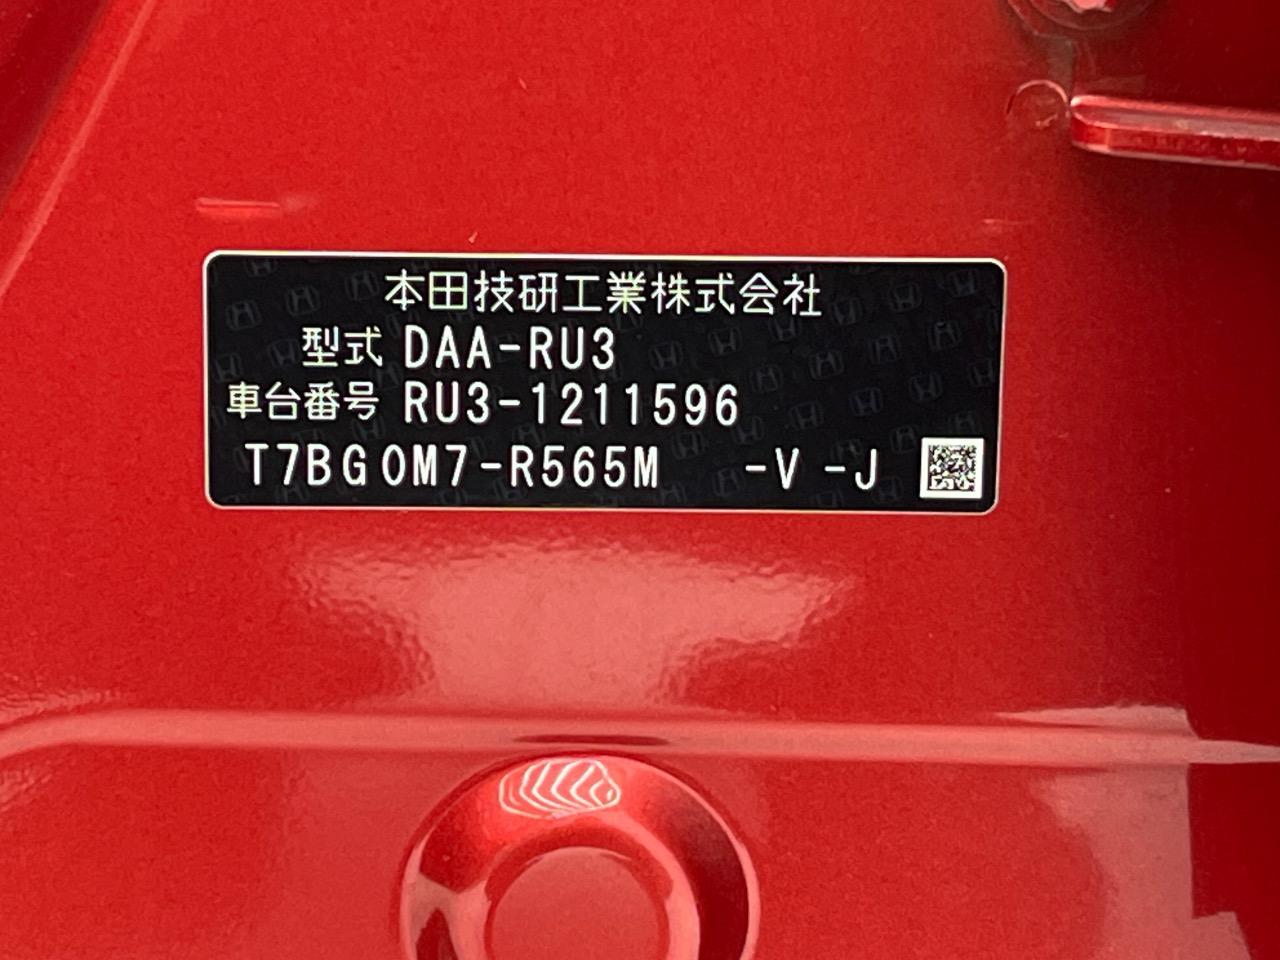 本田技研工業株式会社
型式 DAA-RU3
車台番号 RU3-1211596
T7BG0M7-R565M -V -J